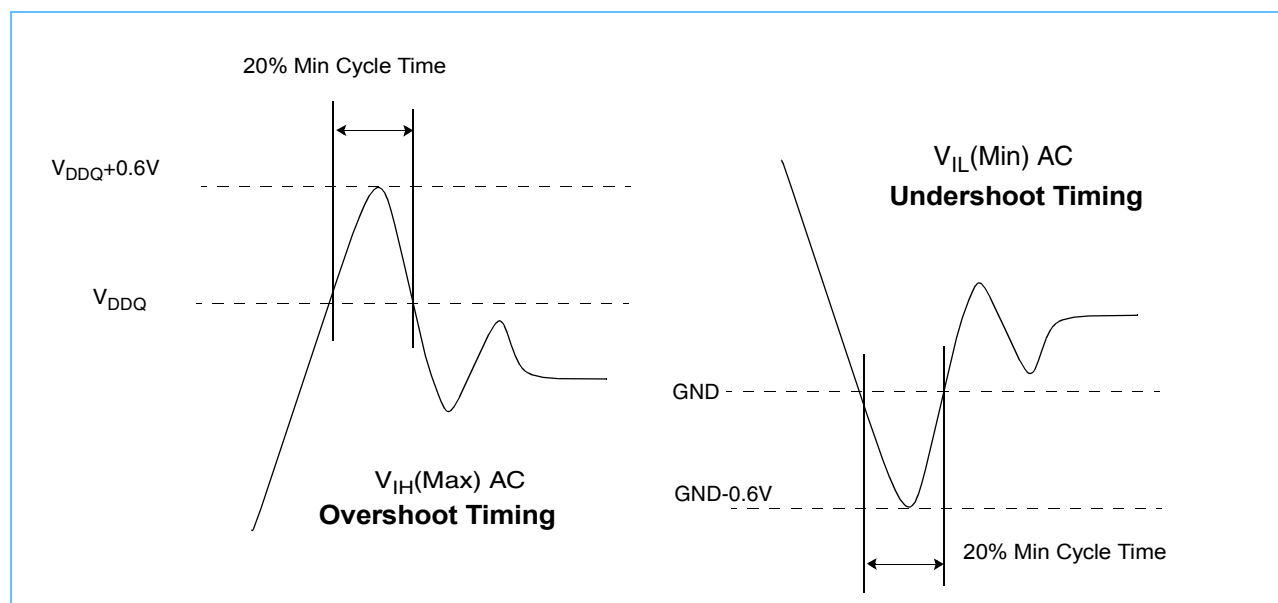 20% Min Cycle Time
VDDQ+0.6V
VDDQ
VIH(Max) AC
Overshoot Timing
VIL(Min) AC
Undershoot Timing
GND
GND-0.6V
20% Min Cycle Time